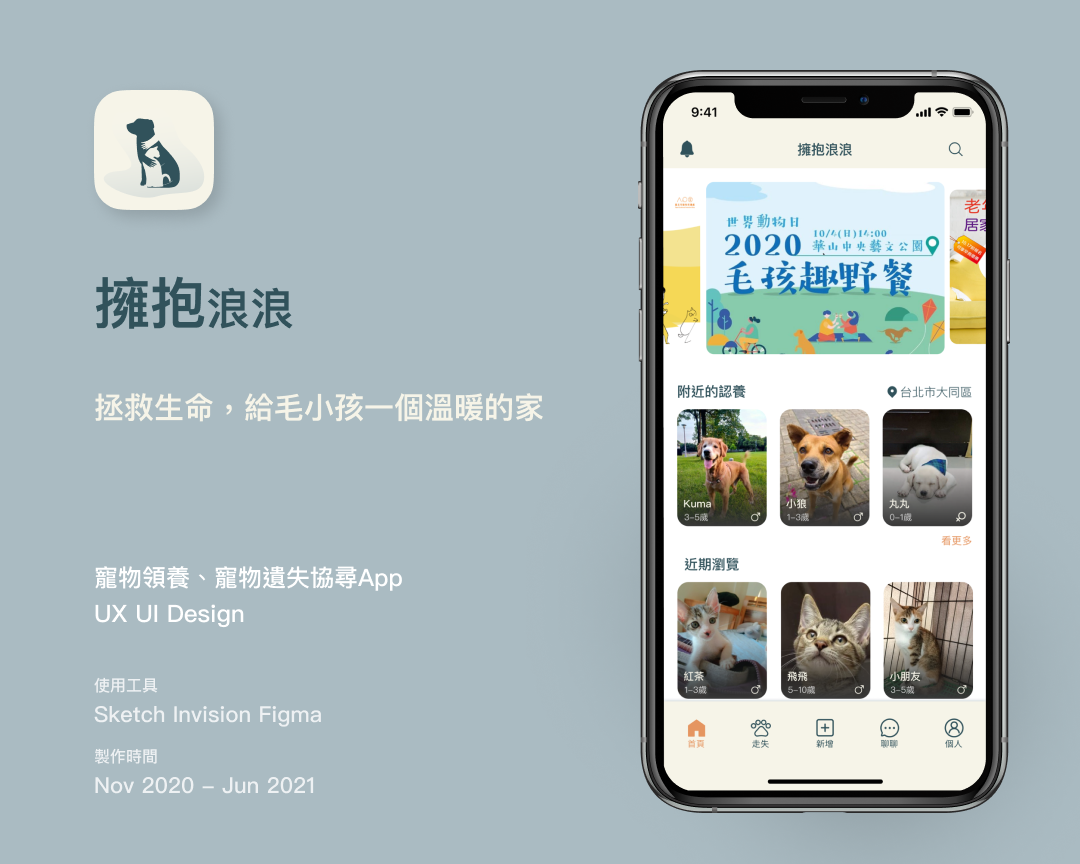 擁抱浪浪
拯救生命，給毛小孩一個溫暖的家
寵物領養、寵物遺失協尋App
UX UI Design
使用工具
Sketch Invision Figma
製作時間
Nov 2020 – Jun 2021
9:41
擁抱浪浪
世界動物日
2020
10/4(日)14:00
華山中央藝文公園
毛孩趣野餐
老年
居家
附近的認養
台北市大同區
Kuma
3-5歲
小狼
1-3歲
丸丸
0-1歲
看更多
近期瀏覽
紅茶
1-3歲
飛飛
5-10歲
小朋友
3-5歲
首頁
走失
新增
聊聊
個人